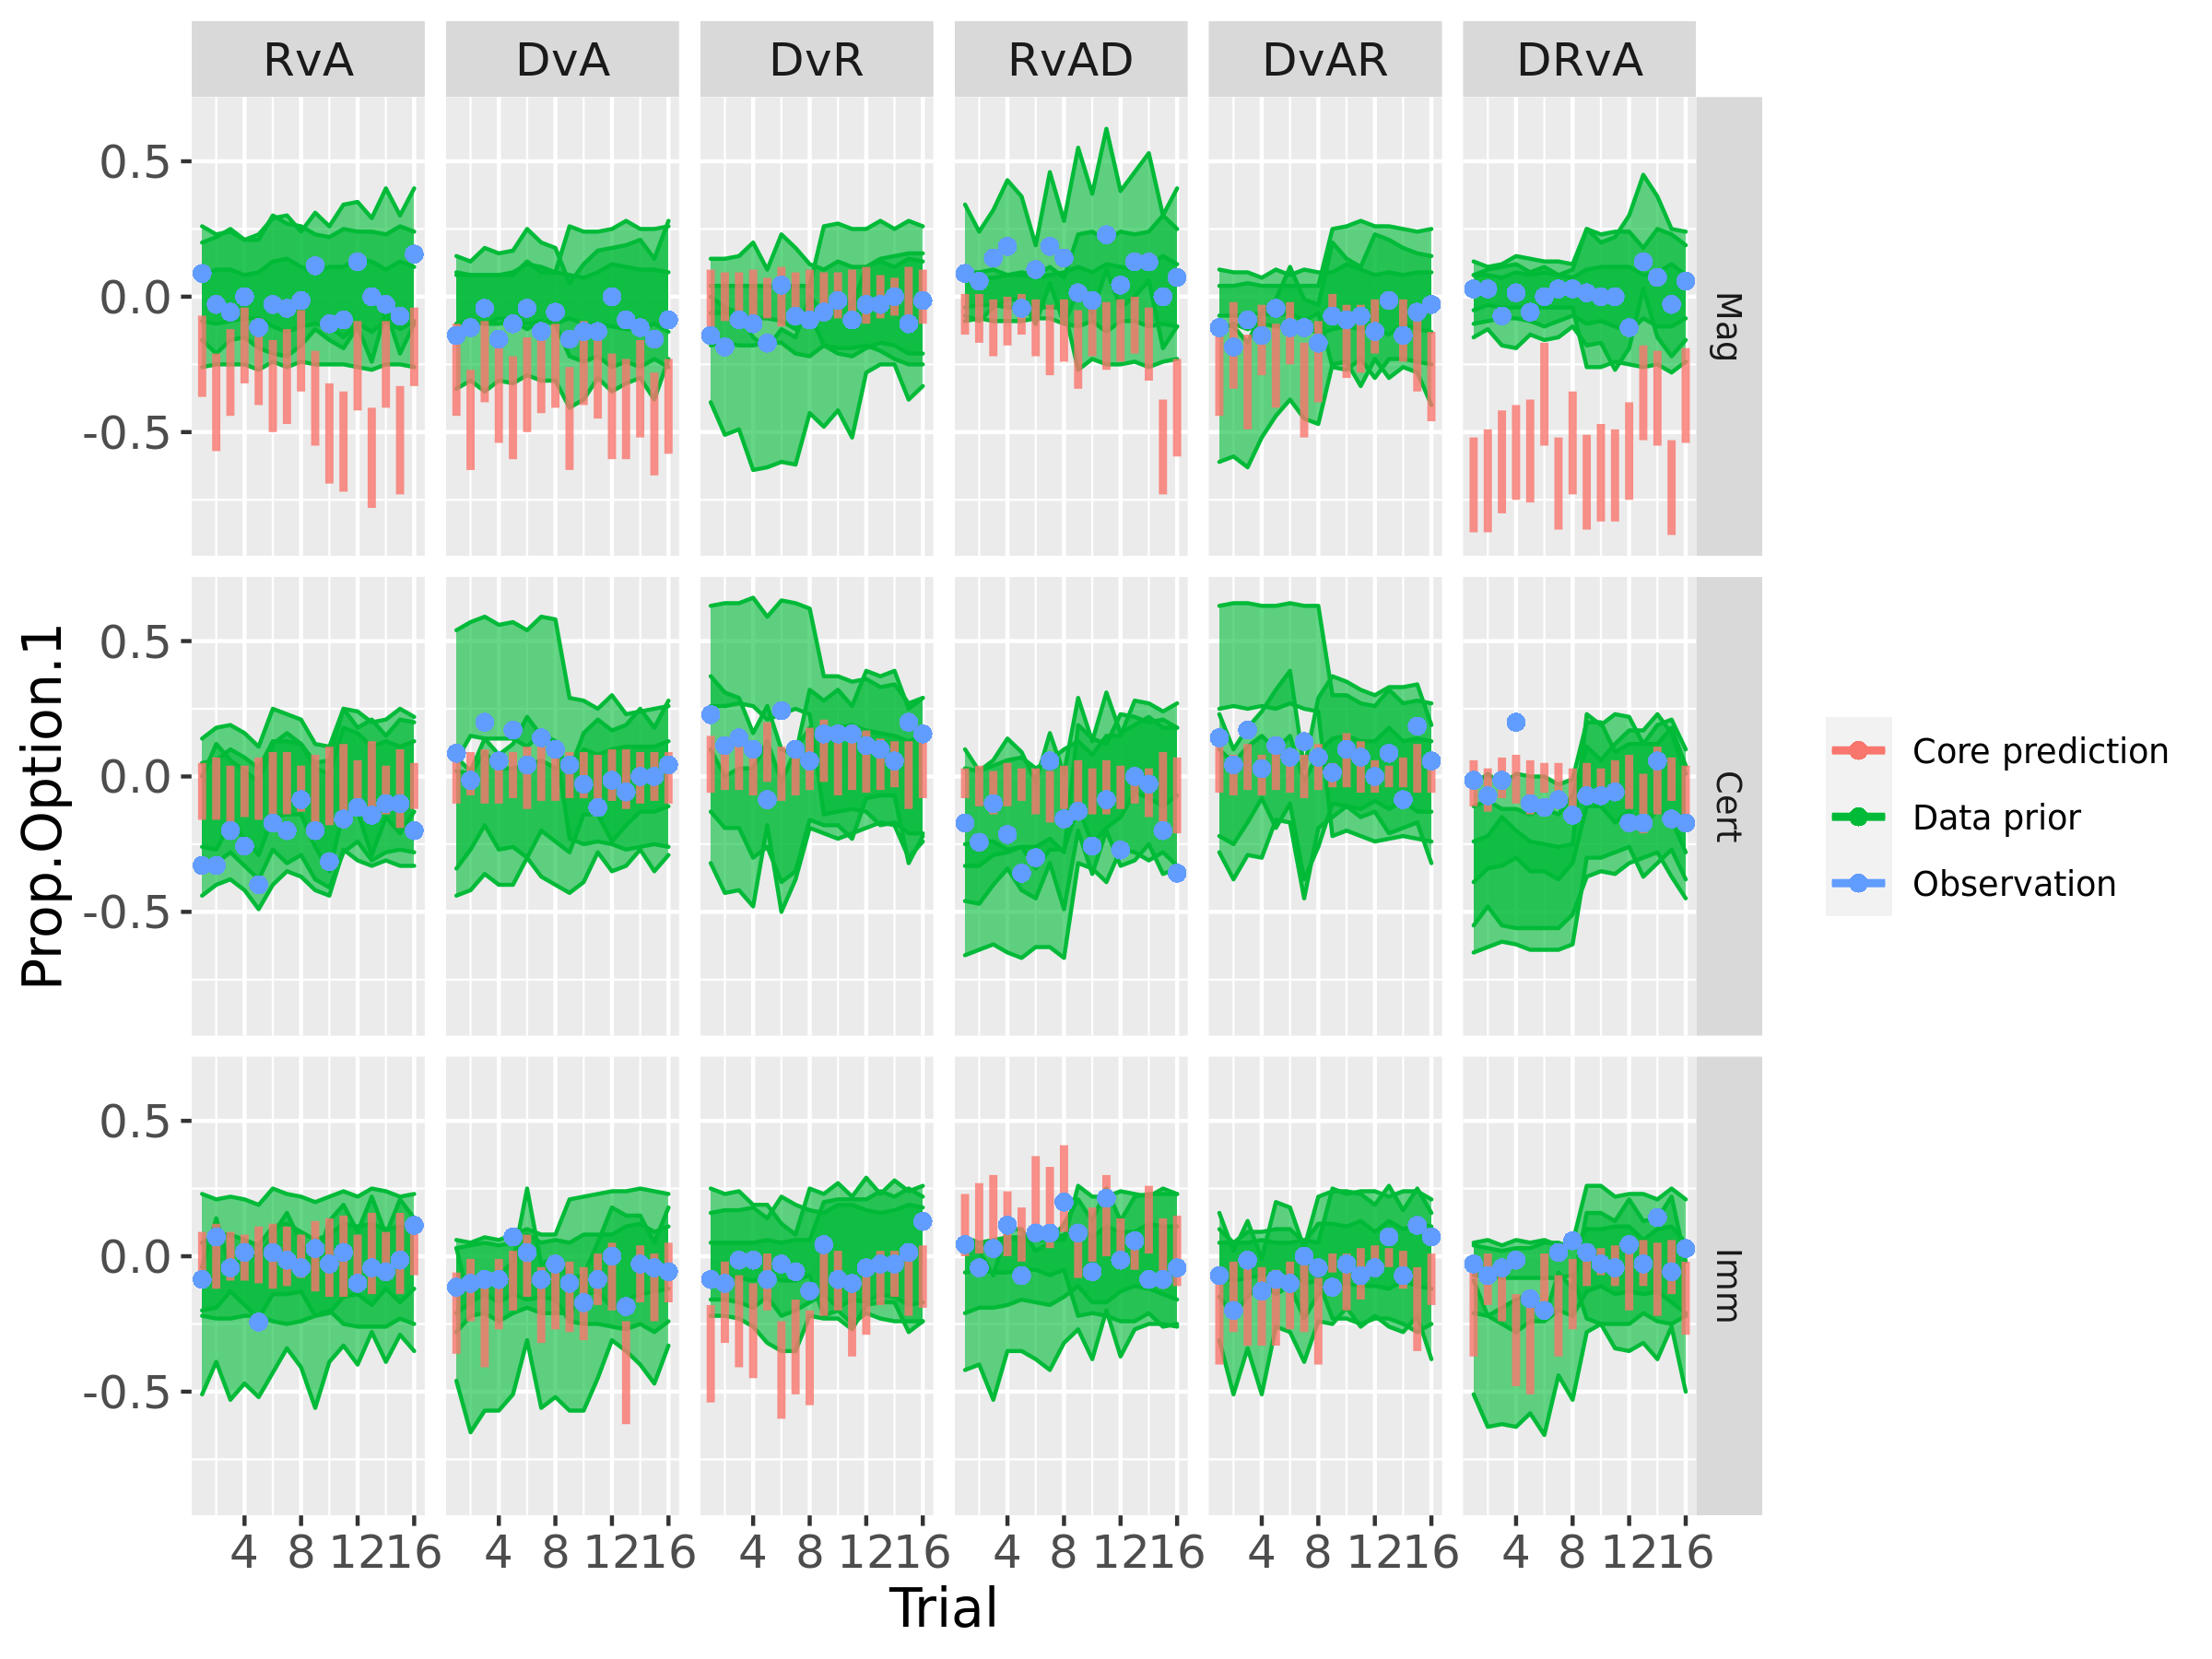 RvA DvA DvR RvAD DvAR DRvA
0.5
0.0
-0.5
Mag
0.5
0.0
-0.5
Cert
0.5
0.0
-0.5
Imm
Prop.Option.1
4 8 12 16 4 8 12 16 4 8 12 16 4 8 12 16 4 8 12 16 4 8 12 16
Trial
Core prediction
Data prior
Observation